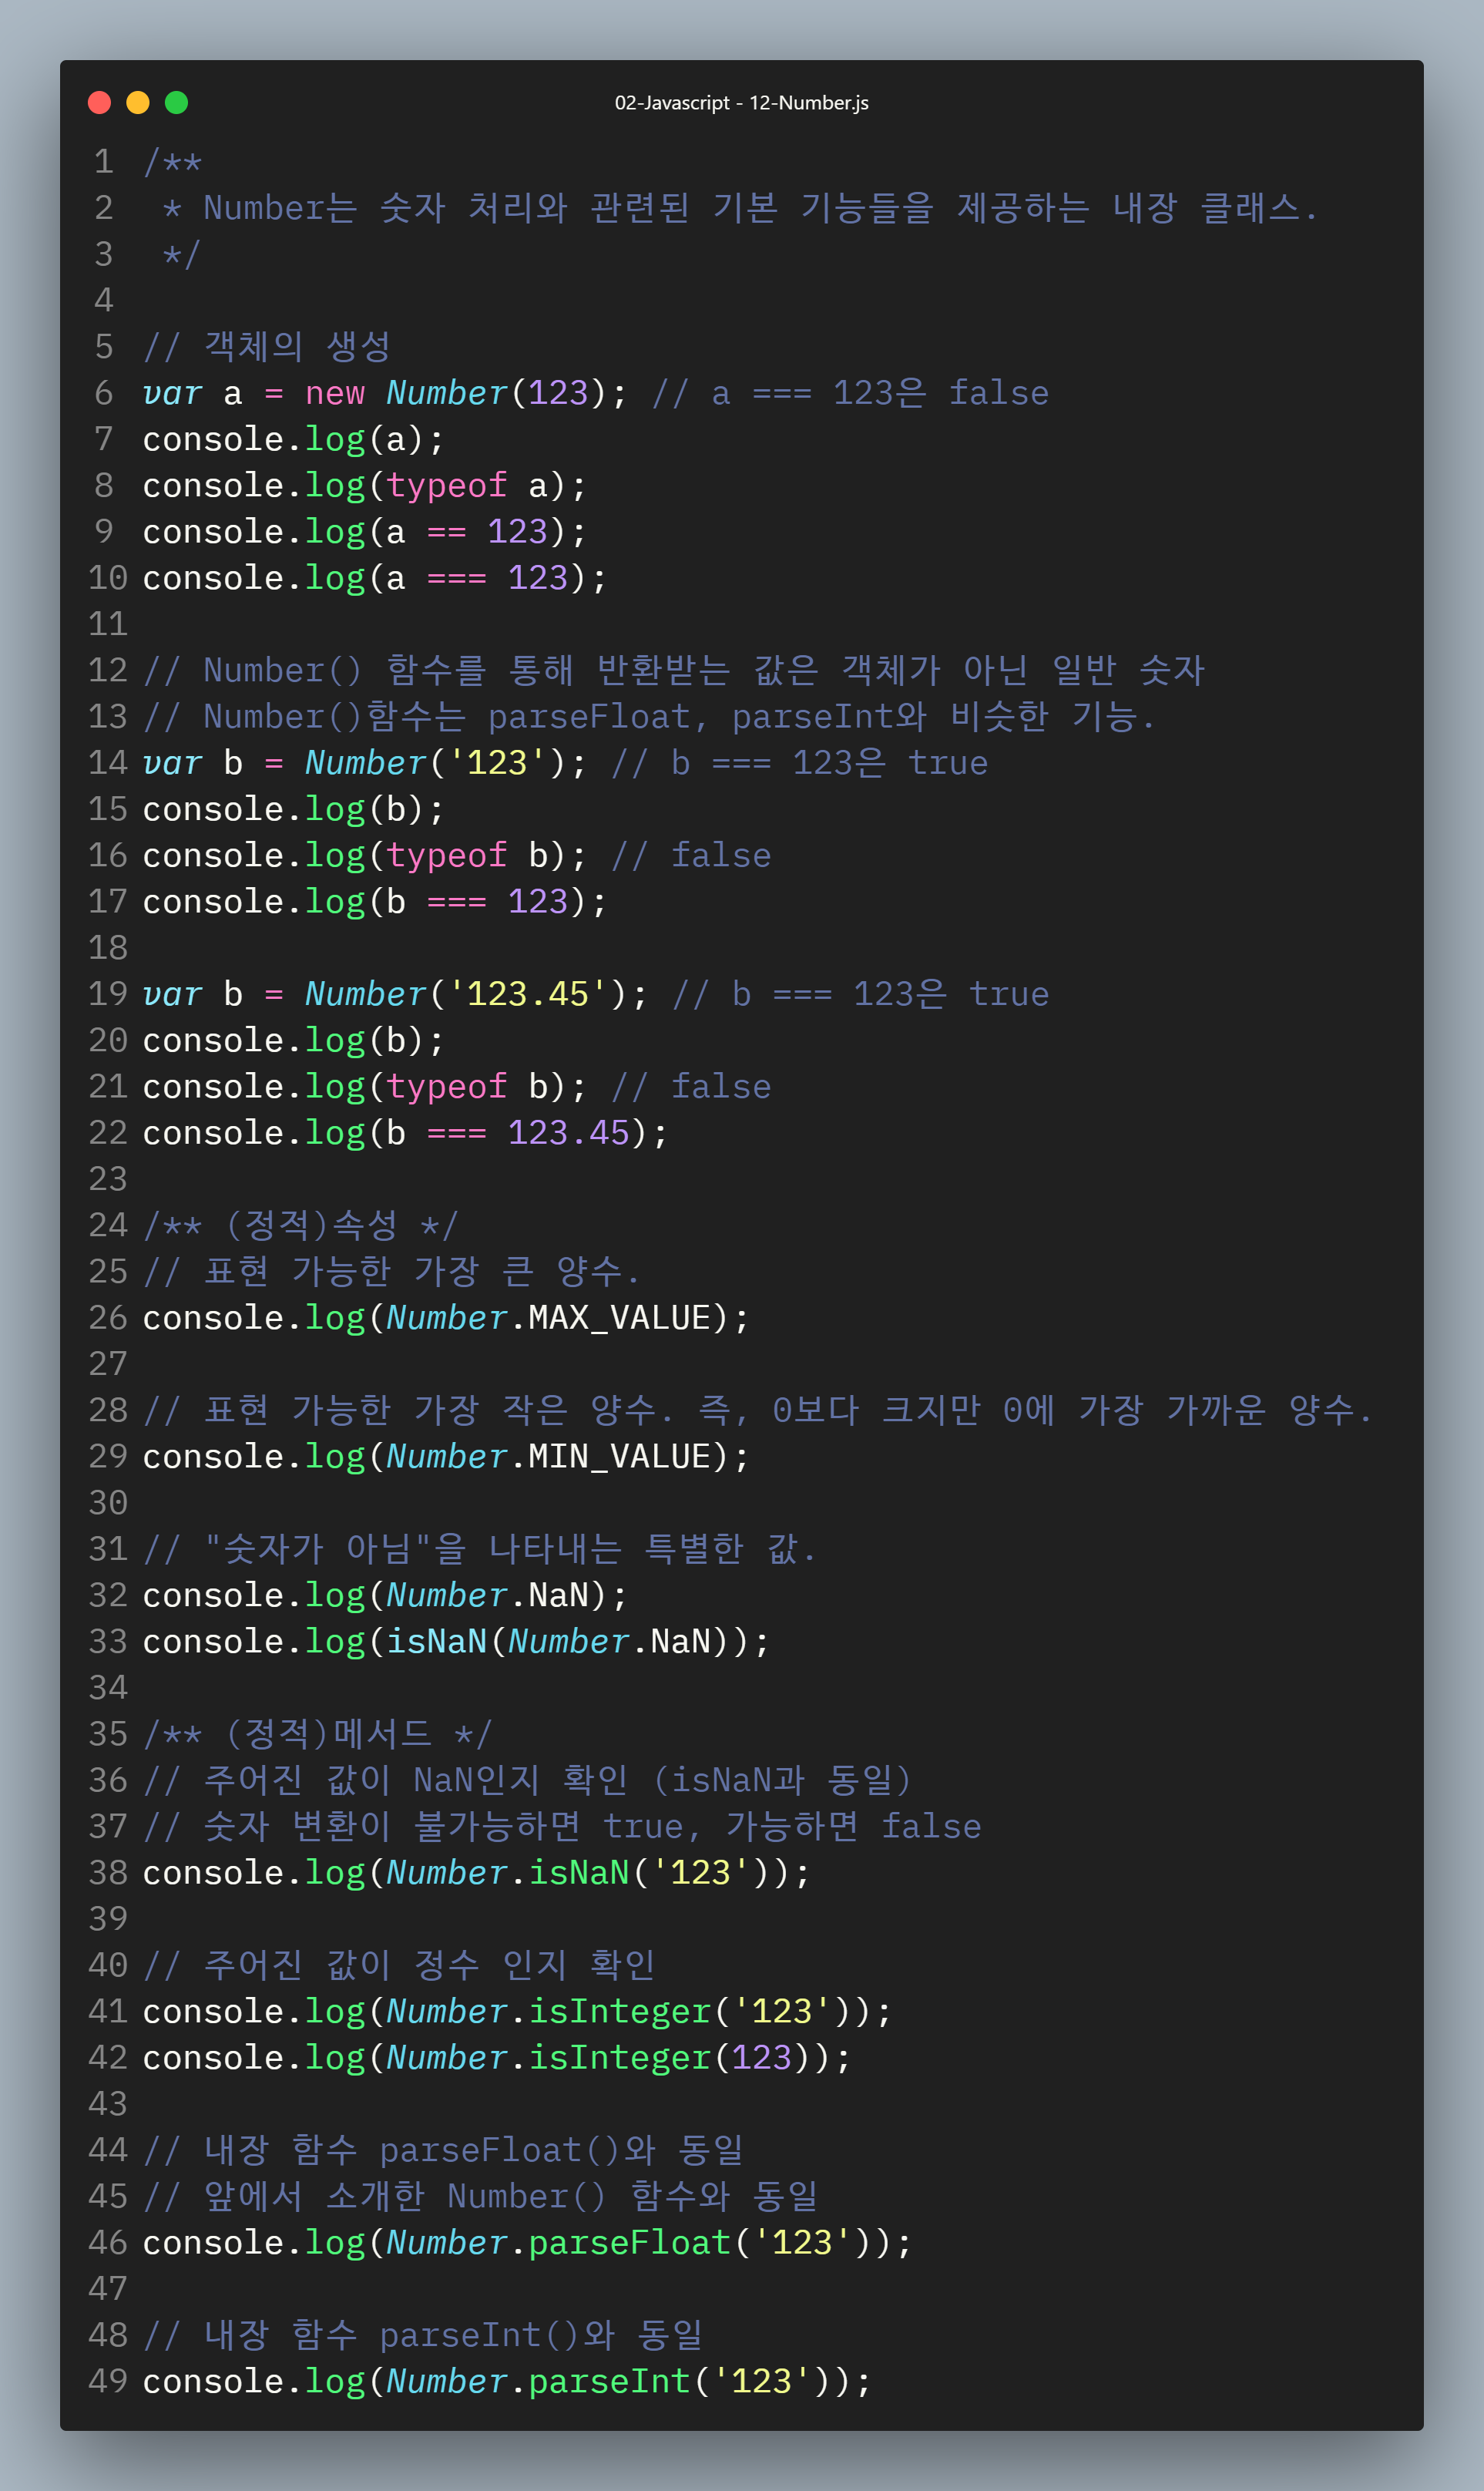 02-Javascript - 12-Number.js
1 /**
2  * Number는 숫자 처리와 관련된 기본 기능들을 제공하는 내장 클래스.
3  */
4
5 // 객체의 생성
6 var a = new Number(123); // a === 123은 false
7 console.log(a);
8 console.log(typeof a);
9 console.log(a == 123);
10 console.log(a === 123);
11
12 // Number() 함수를 통해 반환받는 값은 객체가 아닌 일반 숫자
13 // Number()함수는 parseFloat, parseInt와 비슷한 기능.
14 var b = Number('123'); // b === 123은 true
15 console.log(b);
16 console.log(typeof b); // false
17 console.log(b === 123);
18
19 var b = Number('123.45'); // b === 123은 true
20 console.log(b);
21 console.log(typeof b); // false
22 console.log(b === 123.45);
23
24 /** (정적)속성 */
25 // 표현 가능한 가장 큰 양수.
26 console.log(Number.MAX_VALUE);
27
28 // 표현 가능한 가장 작은 양수. 즉, 0보다 크지만 0에 가장 가까운 양수.
29 console.log(Number.MIN_VALUE);
30
31 // "숫자가 아님"을 나타내는 특별한 값.
32 console.log(Number.NaN);
33 console.log(isNaN(Number.NaN));
34
35 /** (정적)메서드 */
36 // 주어진 값이 NaN인지 확인 (isNaN과 동일)
37 // 숫자 변환이 불가능하면 true, 가능하면 false
38 console.log(Number.isNaN('123'));
39
40 // 주어진 값이 정수 인지 확인
41 console.log(Number.isInteger('123'));
42 console.log(Number.isInteger(123));
43
44 // 내장 함수 parseFloat()와 동일
45 // 앞에서 소개한 Number() 함수와 동일
46 console.log(Number.parseFloat('123'));
47
48 // 내장 함수 parseInt()와 동일
49 console.log(Number.parseInt('123'));